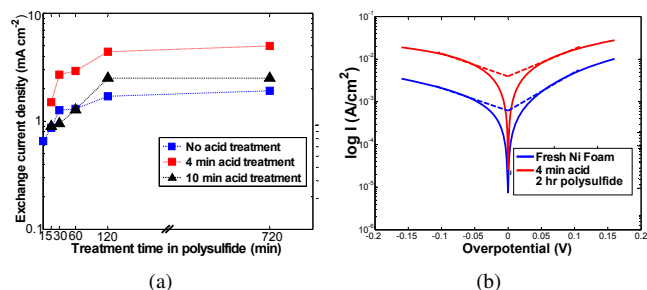 Exchange current density (mA cm⁻²)
10
1
0.1
No acid treatment
4 min acid treatment
10 min acid treatment
15 30 60 120 720
Treatment time in polysulfide (min)
(a)
log I (A/cm²)
10⁰
10⁻¹
10⁻²
10⁻³
10⁻⁴
10⁻⁵
10⁻⁶
Fresh Ni Foam
4 min acid
2 hr polysulfide
-0.2 -0.15 -0.1 -0.05 0 0.05 0.1 0.15 0.2
Overpotential (V)
(b)